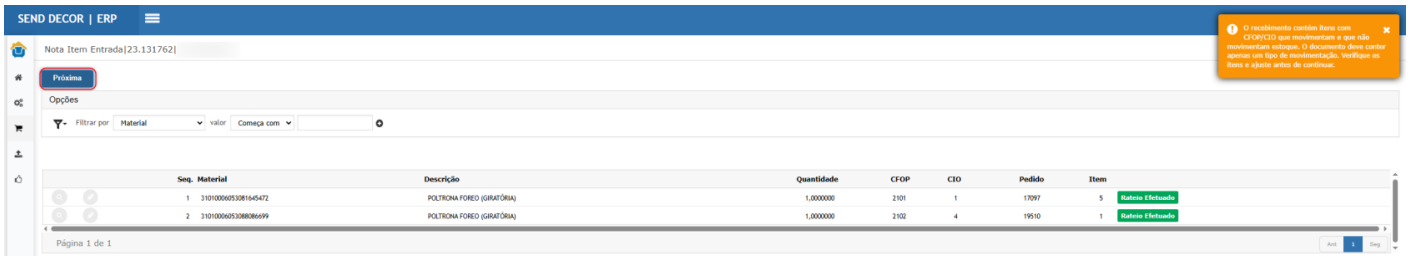 SEND DECOR | ERP
O recebimento contém itens com CFOP/CIO que movimentam e que não movimentam estoque. O documento deve conter apenas um tipo de movimentação. Verifique os itens e ajuste antes de continuar.
Nota Item Entrada|23.131762|
Próxima
Opções
Filtrar por Material valor Começa com
Seq. Material Descrição Quantidade CFOP CIO Pedido Item
1 31010006053081645472 POLTRONA FOREO (GIRATÓRIA) 1,0000000 2101 1 17097 5 Rateio Efetuado
2 31010006053088086699 POLTRONA FOREO (GIRATÓRIA) 1,0000000 2102 4 19510 1 Rateio Efetuado
Página 1 de 1
Ant 1 Seg